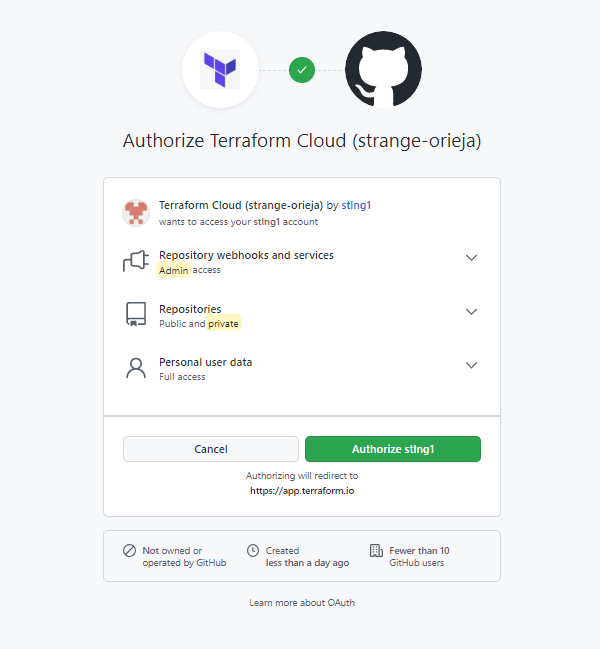 Authorize Terraform Cloud (strange-orieja)
Terraform Cloud (strange-orieja) by stlng1
wants to access your stlng1 account
Repository webhooks and services
Admin access
Repositories
Public and private
Personal user data
Full access
Cancel
Authorize stlng1
Authorizing will redirect to
https://app.terraform.io
Not owned or
operated by GitHub
Created
less than a day ago
Fewer than 10
GitHub users
Learn more about OAuth